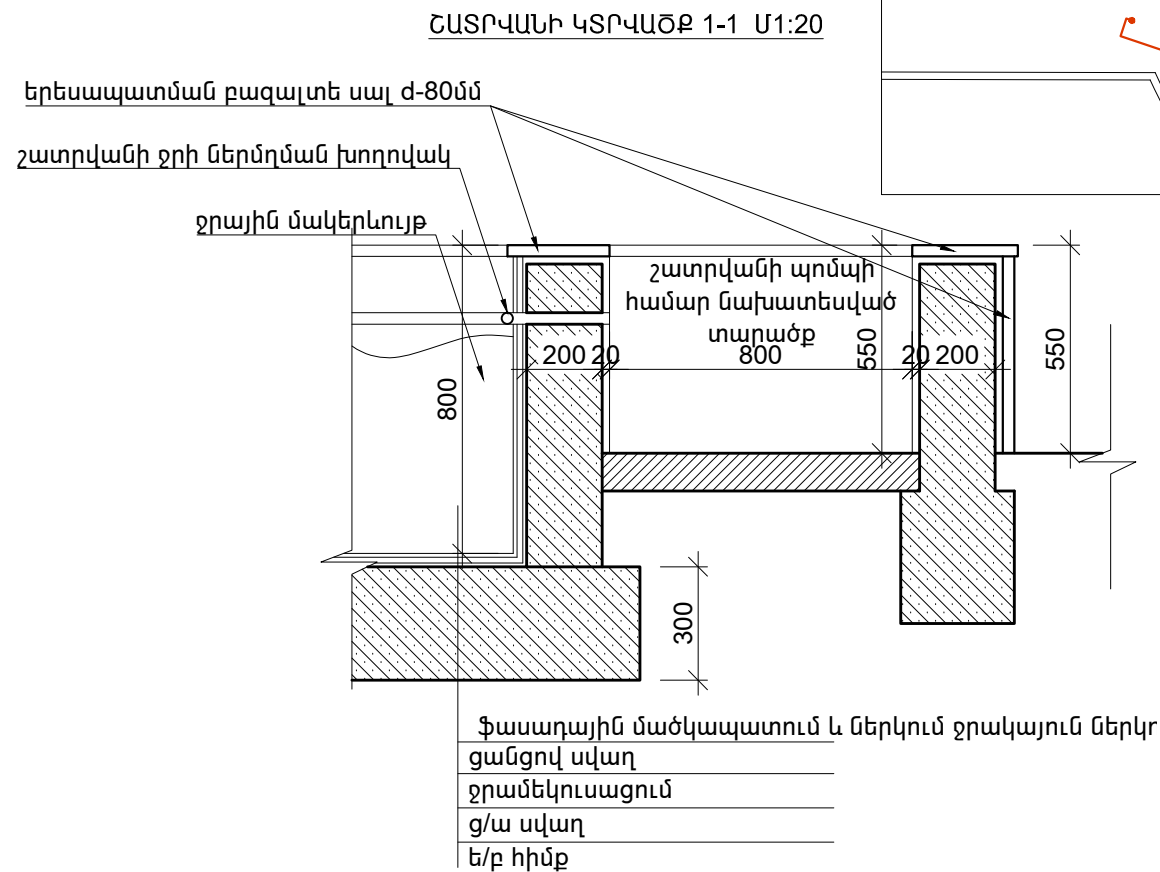 ՇԱՏՐՎԱՆԻ ԿՏՐՎԱԾՔ 1-1 Մ1:20
երեսապատման բազալտե սալ d-80մմ
շատրվանի ջրի ներմղման խողովակ
ջրային մակերևույթ
շատրվանի պոմպի
համար նախատեսված
տարածք
200 20 800 550 20 200 550
800
300
ֆասադային մածկապատում և ներկում ջրակայուն
ցանցով սվաղ
ջրամեկուսացում
ց/ա սվաղ
ե/բ հիմք